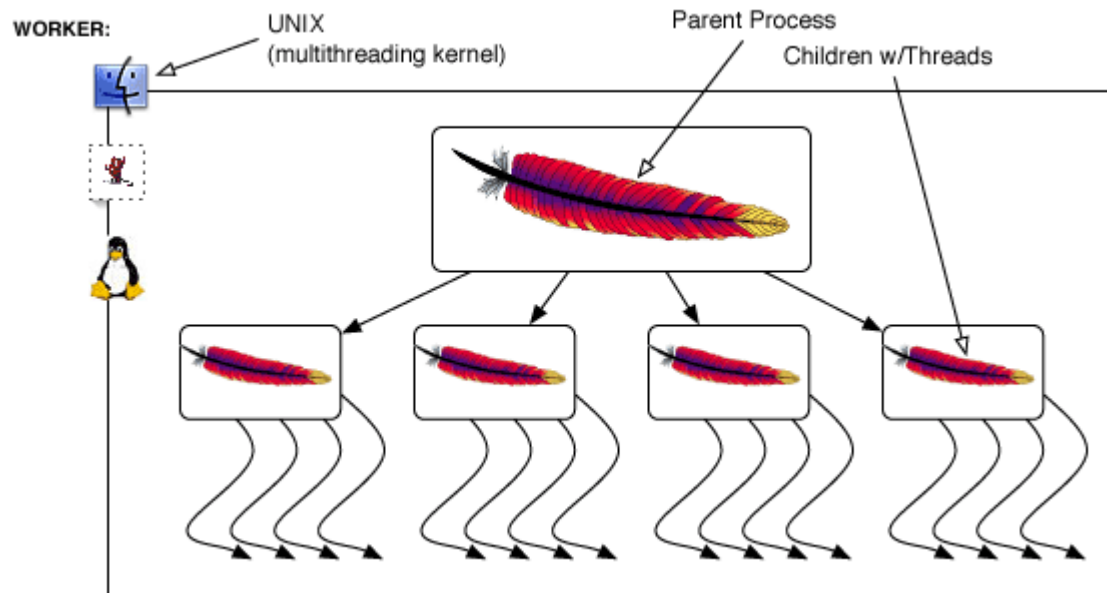 WORKER:
UNIX
(multithreading kernel)
Parent Process
Children w/Threads